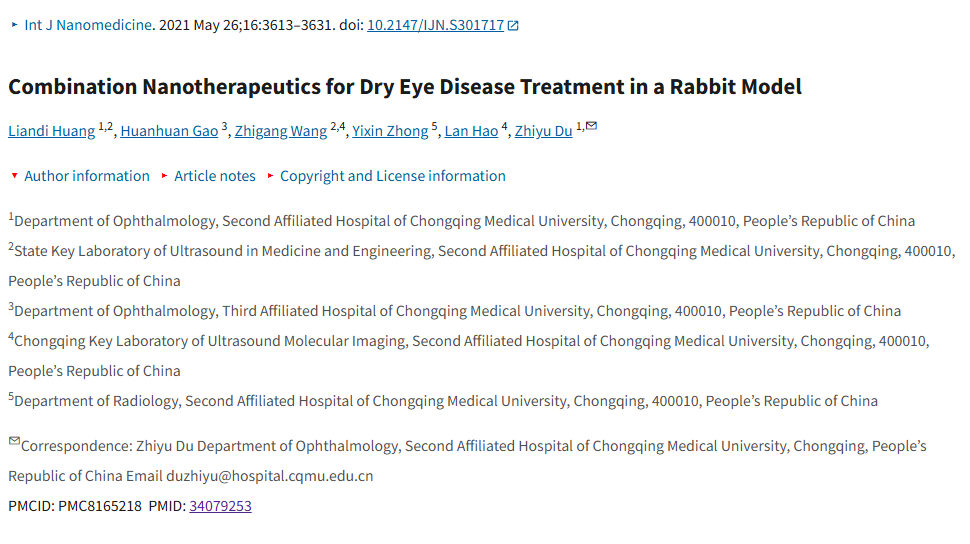 Int J Nanomedicine. 2021 May 26;16:3613–3631. doi: 10.2147/IJN.S301717
Combination Nanotherapeutics for Dry Eye Disease Treatment in a Rabbit Model
Liandi Huang 1,2, Huanhuan Gao 3, Zhigang Wang 2,4, Yixin Zhong 5, Lan Hao 4, Zhiyu Du 1,✉
Author information Article notes Copyright and License information
1Department of Ophthalmology, Second Affiliated Hospital of Chongqing Medical University, Chongqing, 400010, People’s Republic of China
2State Key Laboratory of Ultrasound in Medicine and Engineering, Second Affiliated Hospital of Chongqing Medical University, Chongqing, 400010,
People’s Republic of China
3Department of Ophthalmology, Third Affiliated Hospital of Chongqing Medical University, Chongqing, 400010, People’s Republic of China
4Chongqing Key Laboratory of Ultrasound Molecular Imaging, Second Affiliated Hospital of Chongqing Medical University, Chongqing, 400010,
People’s Republic of China
5Department of Radiology, Second Affiliated Hospital of Chongqing Medical University, Chongqing, 400010, People’s Republic of China
✉Correspondence: Zhiyu Du Department of Ophthalmology, Second Affiliated Hospital of Chongqing Medical University, Chongqing, People’s
Republic of China Email duzhiyu@hospital.cqmu.edu.cn
PMCID: PMC8165218 PMID: 34079253